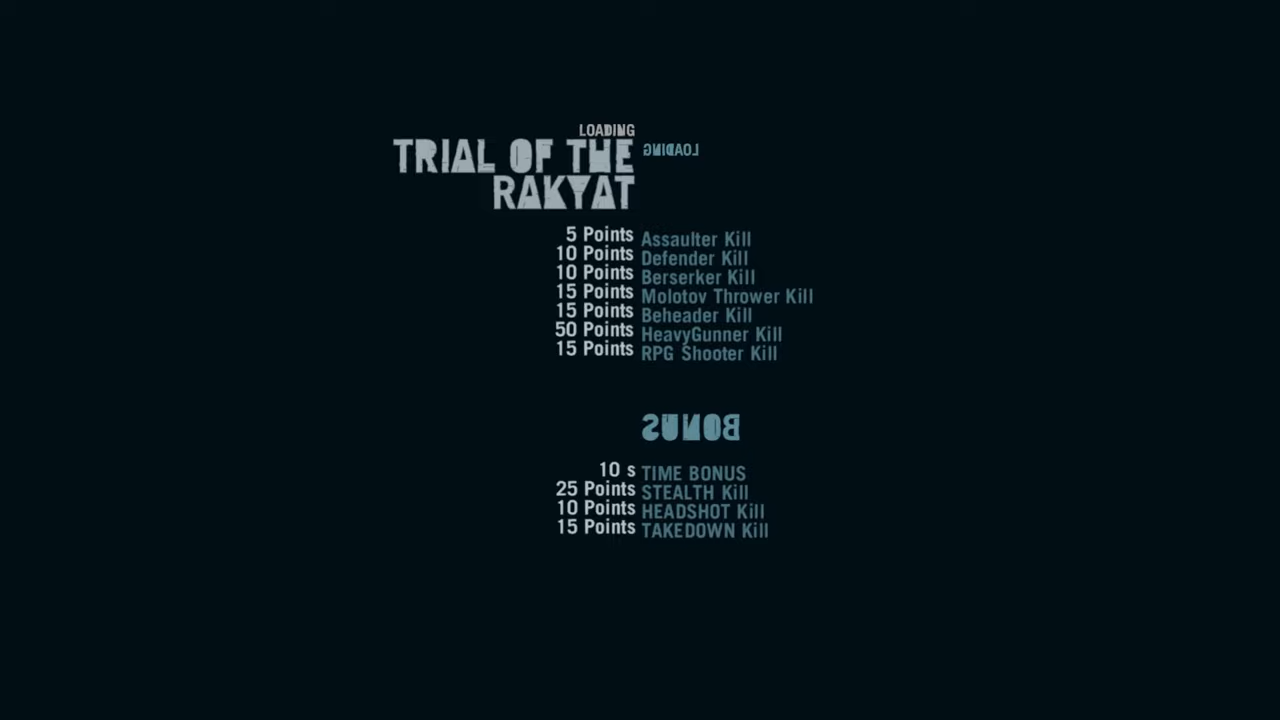 LOADING
TRIAL OF THE
RAKYAT
LOADING
5 Points Assaulter Kill
10 Points Defender Kill
10 Points Berserker Kill
15 Points Molotov Thrower Kill
15 Points Beheader Kill
50 Points HeavyGunner Kill
15 Points RPG Shooter Kill
BONUS
10 s TIME BONUS
25 Points STEALTH Kill
10 Points HEADSHOT Kill
15 Points TAKEDOWN Kill